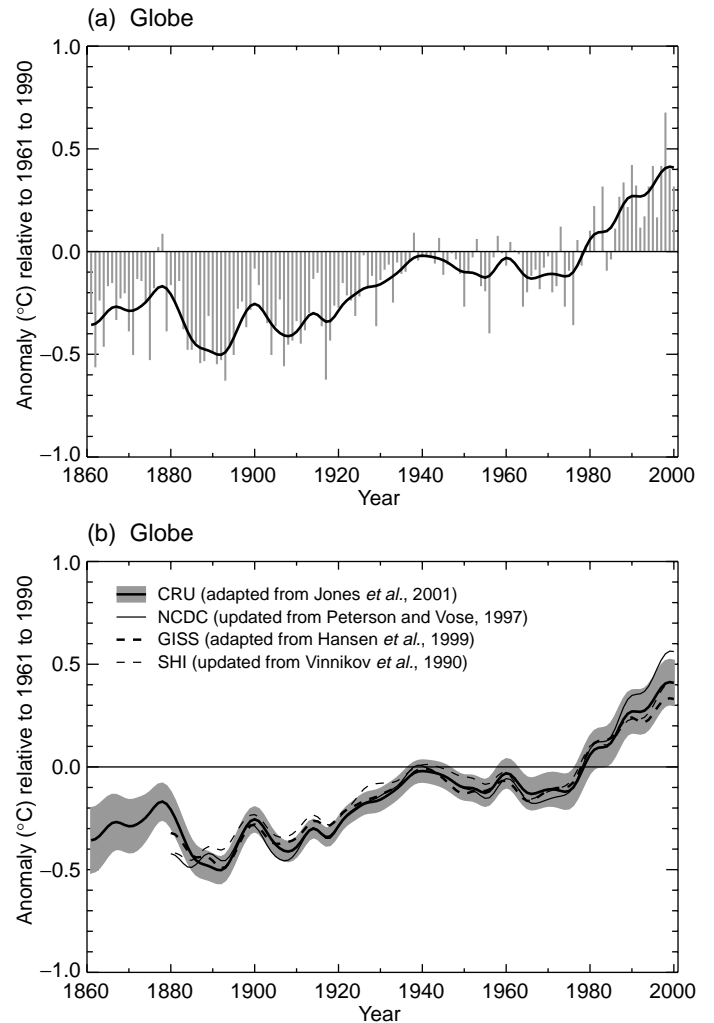 (a) Globe
1.0
0.5
0.0
−0.5
−1.0
Anomaly (°C) relative to 1961 to 1990
1860 1880 1900 1920 1940 1960 1980 2000
Year
(b) Globe
1.0
0.5
0.0
−0.5
−1.0
Anomaly (°C) relative to 1961 to 1990
CRU (adapted from Jones et al., 2001)
NCDC (updated from Peterson and Vose, 1997)
GISS (adapted from Hansen et al., 1999)
SHI (updated from Vinnikov et al., 1990)
1860 1880 1900 1920 1940 1960 1980 2000
Year